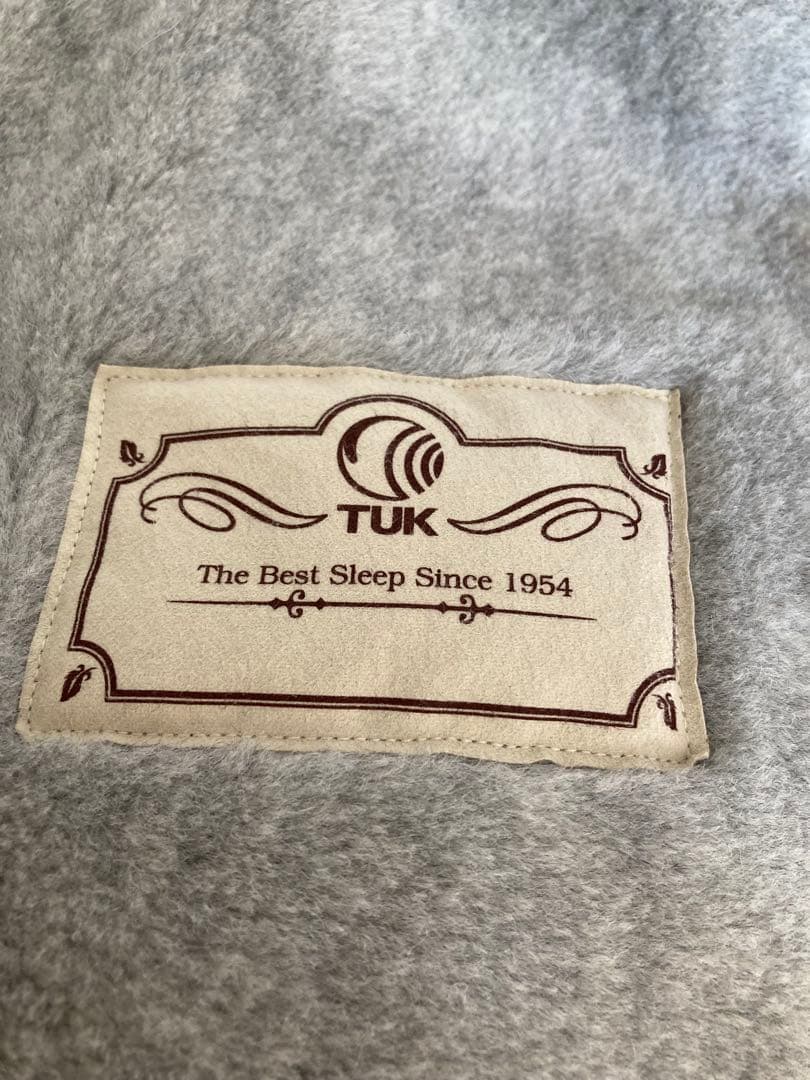 TUK
The Best Sleep Since 1954